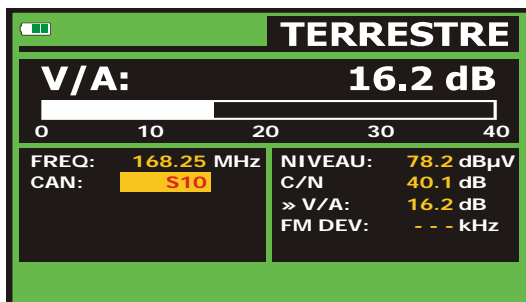 TERRESTRE
V/A: 16.2 dB
0 10 20 30 40
FREQ: 168.25 MHz
CAN: S10
NIVEAU: 78.2 dBµV
C/N 40.1 dB
» V/A: 16.2 dB
FM DEV: - - - kHz